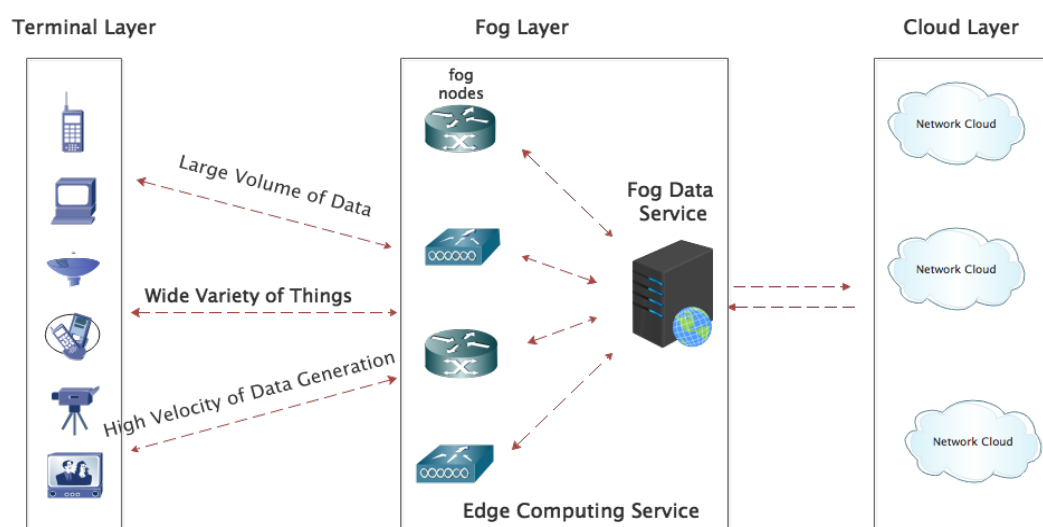 Terminal Layer
Fog Layer
Cloud Layer
fog
nodes
Large Volume of Data
Wide Variety of Things
High Velocity of Data Generation
Fog Data
Service
Edge Computing Service
Network Cloud
Network Cloud
Network Cloud